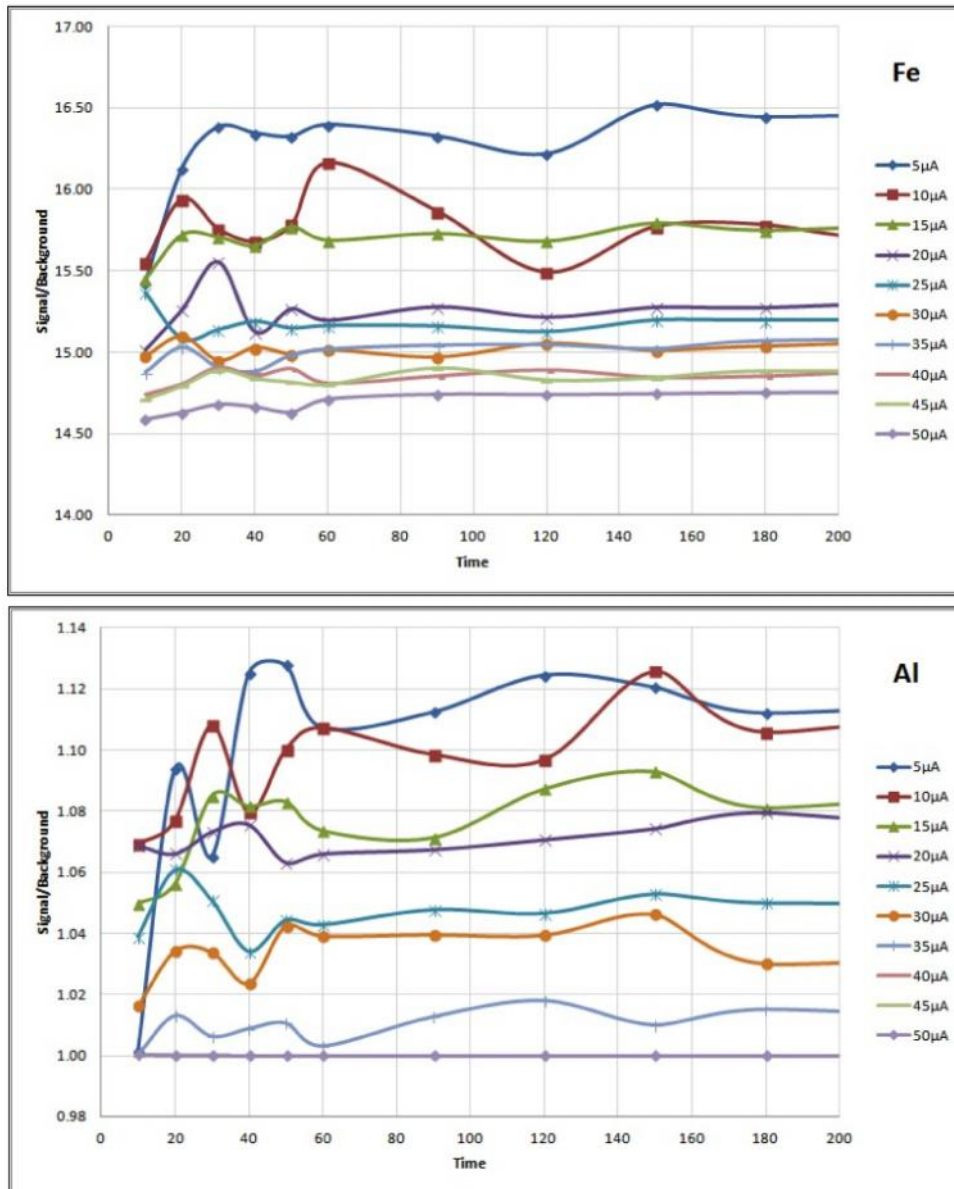 17.00
16.50
16.00
15.50
15.00
14.50
14.00
Signal/Background
0 20 40 60 80 100 120 140 160 180 200
Time
Fe
5µA
10µA
15µA
20µA
25µA
30µA
35µA
40µA
45µA
50µA
1.14
1.12
1.10
1.08
1.06
1.04
1.02
1.00
0.98
Signal/Background
0 20 40 60 80 100 120 140 160 180 200
Time
Al
5µA
10µA
15µA
20µA
25µA
30µA
35µA
40µA
45µA
50µA